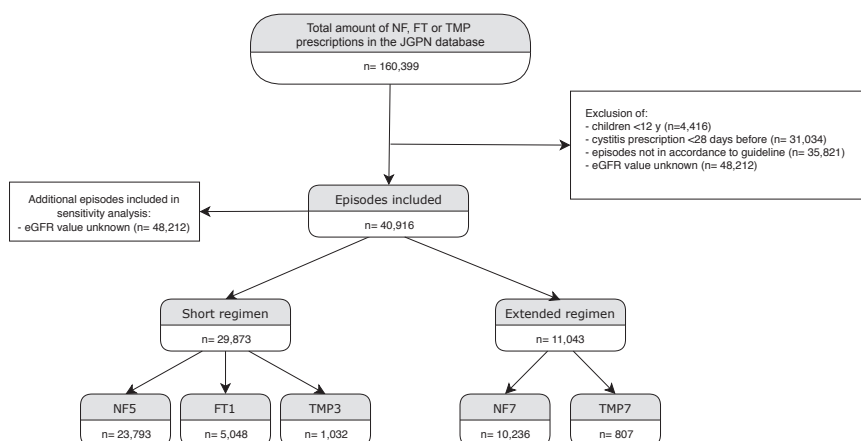 Total amount of NF, FT or TMP
prescriptions in the JGPN database
n= 160,399
Exclusion of:
- children <12 y (n=4,416)
- cystitis prescription <28 days before (n= 31,034)
- episodes not in accordance to guideline (n= 35,821)
- eGFR value unknown (n= 48,212)
Additional episodes included in
sensitivity analysis:
- eGFR value unknown (n= 48,212)
Episodes included
n= 40,916
Short regimen
n= 29,873
Extended regimen
n= 11,043
NF5
n= 23,793
FT1
n= 5,048
TMP3
n= 1,032
NF7
n= 10,236
TMP7
n= 807